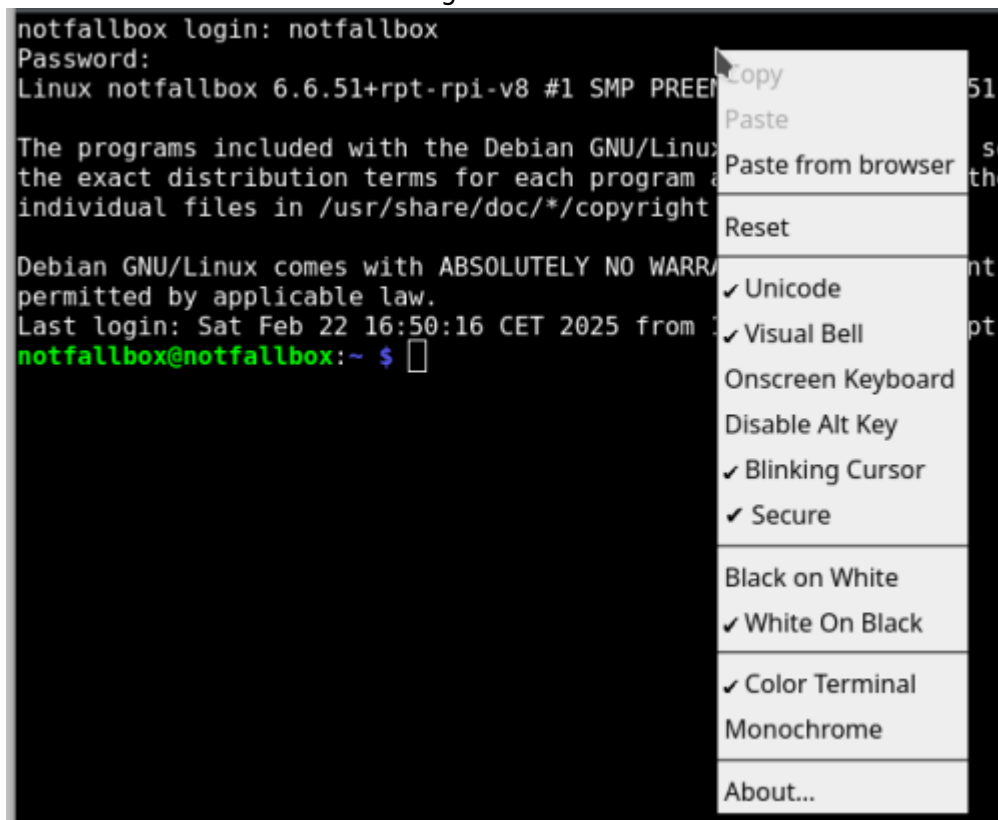 notfallbox login: notfallbox
Password:
Linux notfallbox 6.6.51+rpt-rpi-v8 #1 SMP PREEM
51
The programs included with the Debian GNU/Linux
the exact distribution terms for each program
individual files in /usr/share/doc/*/copyright
Debian GNU/Linux comes with ABSOLUTELY NO WARRA
permitted by applicable law.
Last login: Sat Feb 22 16:50:16 CET 2025 from
notfallbox@notfallbox:~ $
Copy
Paste
Paste from browser
Reset
✓ Unicode
✓ Visual Bell
Onscreen Keyboard
Disable Alt Key
✓ Blinking Cursor
✔ Secure
Black on White
✓ White On Black
✓ Color Terminal
Monochrome
About...